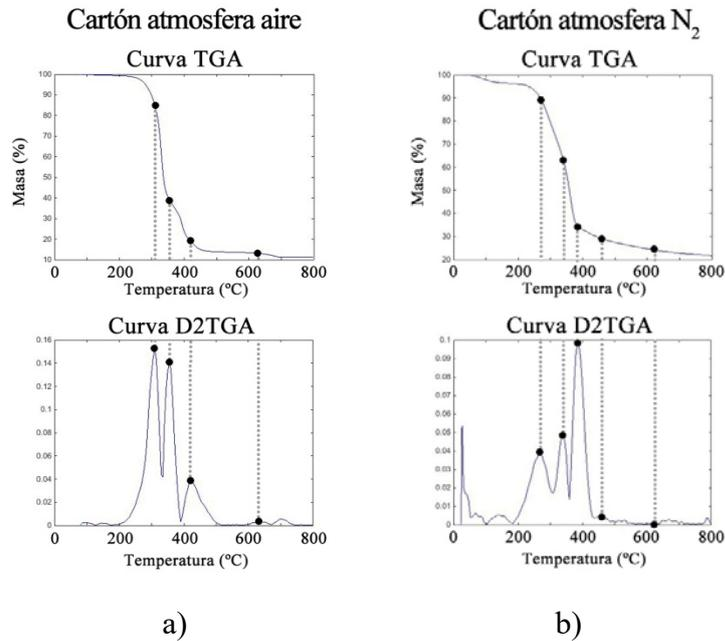 Cartón atmosfera aire
Curva TGA
Masa (%)
100
90
80
70
60
50
40
30
20
10
0 200 400 600 800
Temperatura (ºC)
Curva D2TGA
0.16
0.14
0.12
0.1
0.08
0.06
0.04
0.02
0
0 200 400 600 800
Temperatura (ºC)
a)
Cartón atmosfera N₂
Curva TGA
Masa (%)
100
90
80
70
60
50
40
30
20
0 200 400 600 800
Temperatura (ºC)
Curva D2TGA
0.1
0.09
0.08
0.07
0.06
0.05
0.04
0.03
0.02
0.01
0
0 200 400 600 800
Temperatura (ºC)
b)